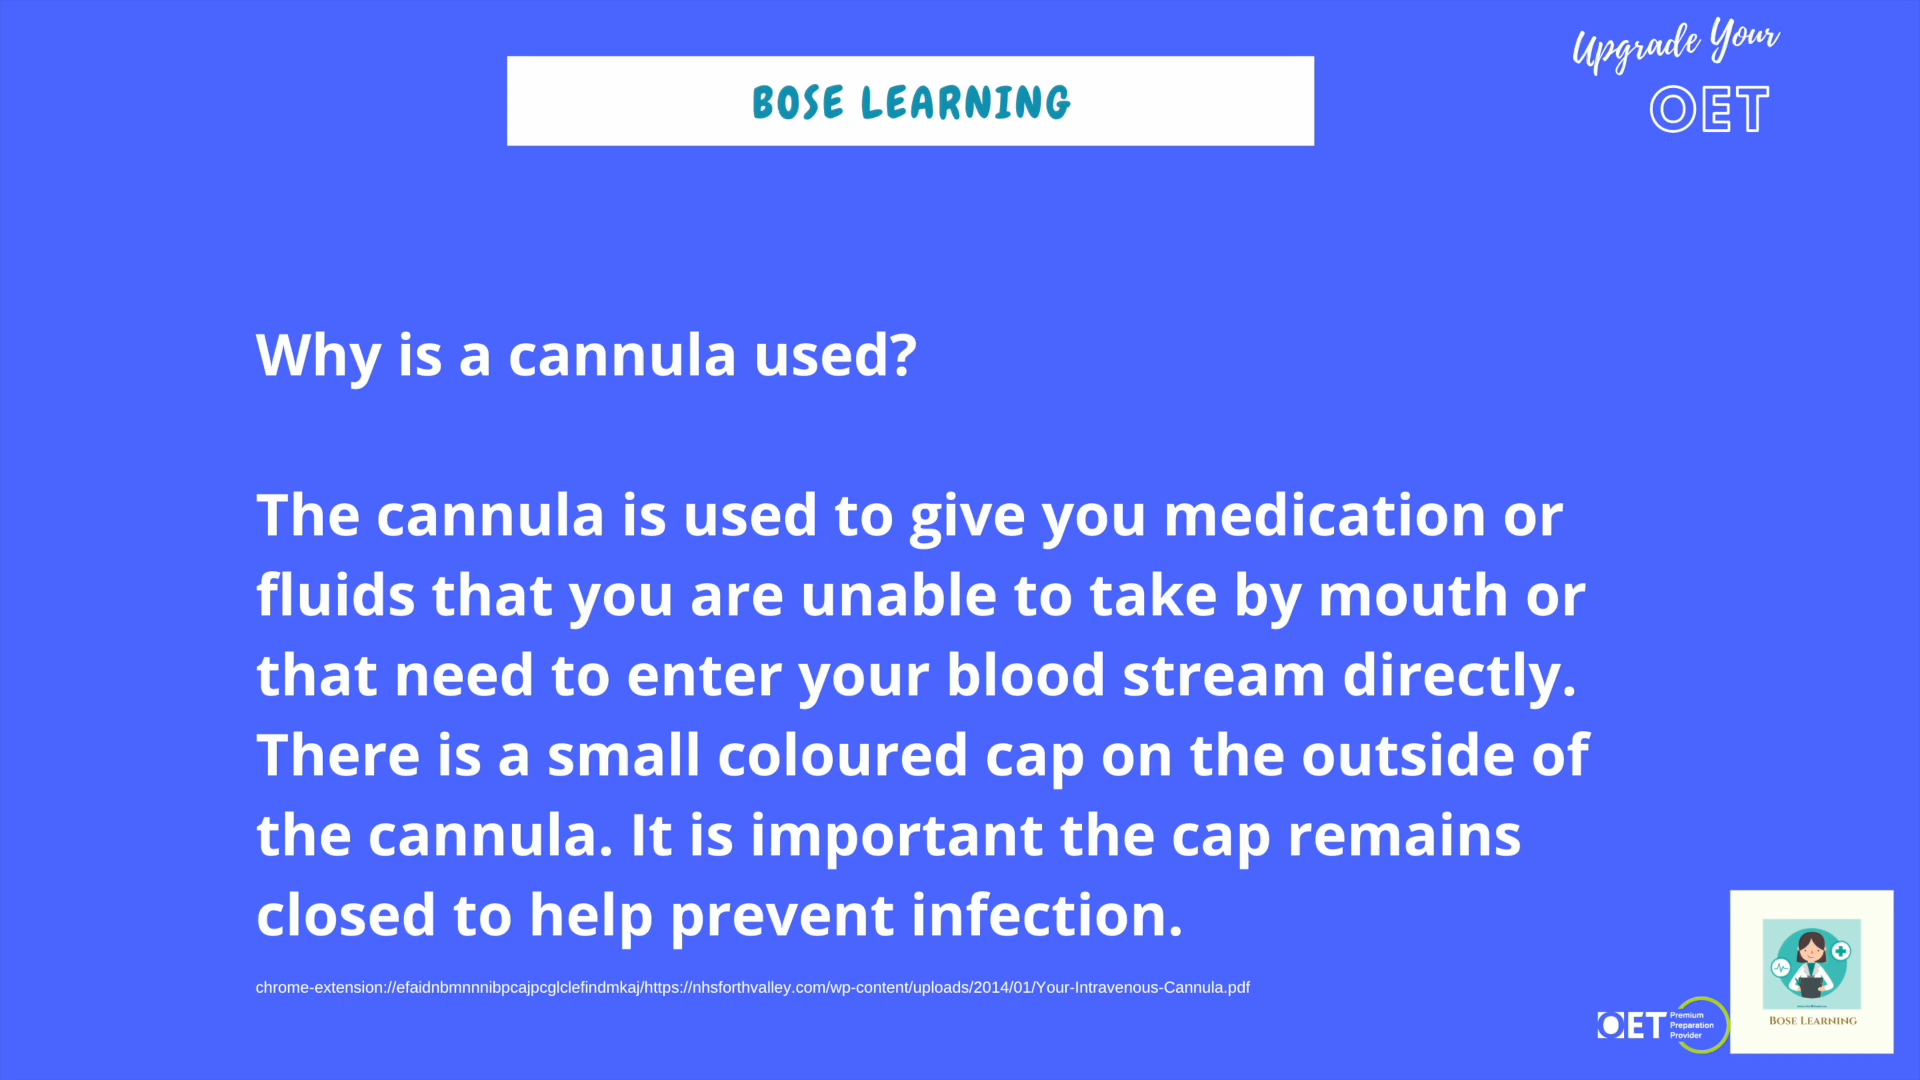 Upgrade Your
OET
BOSE LEARNING
Why is a cannula used?
The cannula is used to give you medication or
fluids that you are unable to take by mouth or
that need to enter your blood stream directly.
There is a small coloured cap on the outside of
the cannula. It is important the cap remains
closed to help prevent infection.
chrome-extension://efaidnbmnnnibpcajpcglclefindmkaj/https://nhsforthvalley.com/wp-content/uploads/2014/01/Your-Intravenous-Cannula.pdf
OET Premium
Preparation
Provider
BOSE LEARNING